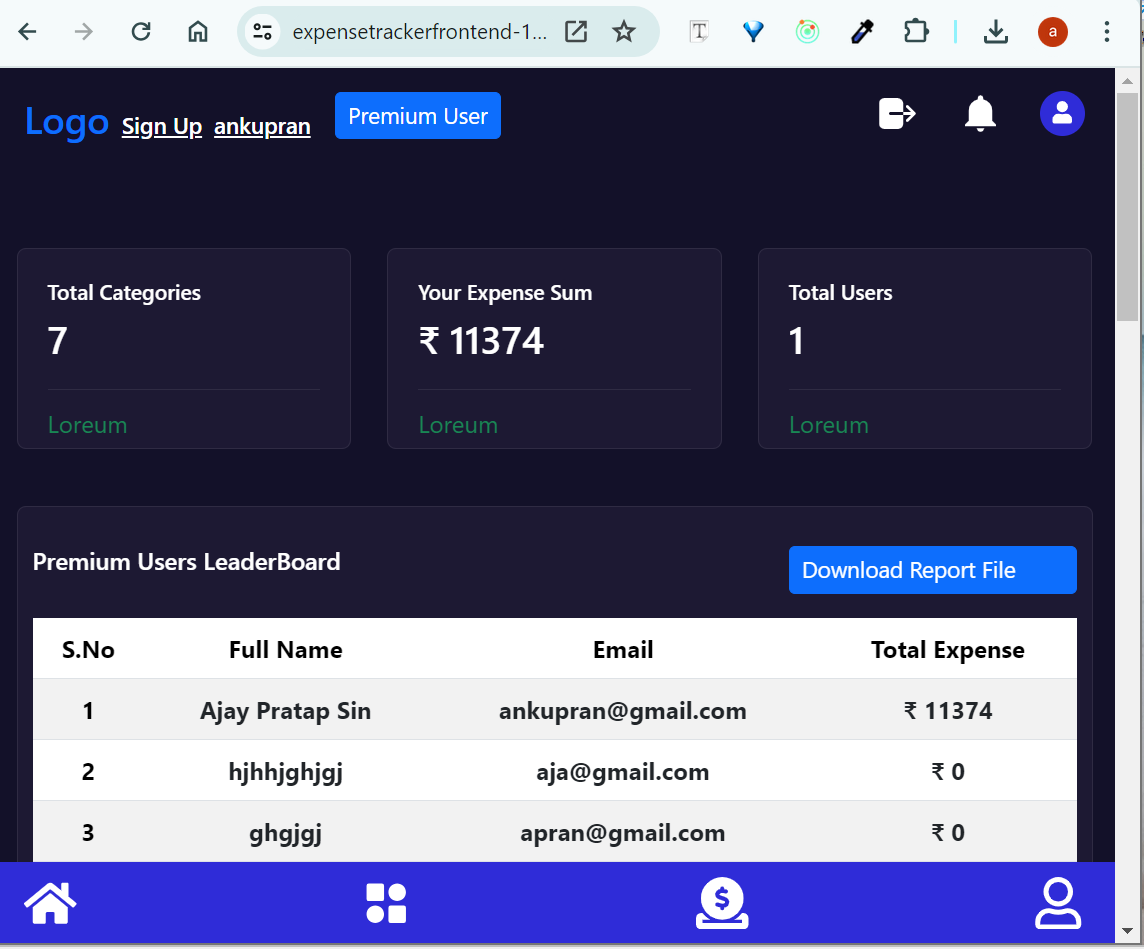 expensetrackerfrontend-1...
a
Logo Sign Up ankupran Premium User
Total Categories
7
Loreum
Your Expense Sum
₹ 11374
Loreum
Total Users
1
Loreum
Premium Users LeaderBoard
Download Report File
S.No Full Name Email Total Expense
1 Ajay Pratap Sin ankupran@gmail.com ₹ 11374
2 hjhhjghjgj aja@gmail.com ₹ 0
3 ghgjgj apran@gmail.com ₹ 0